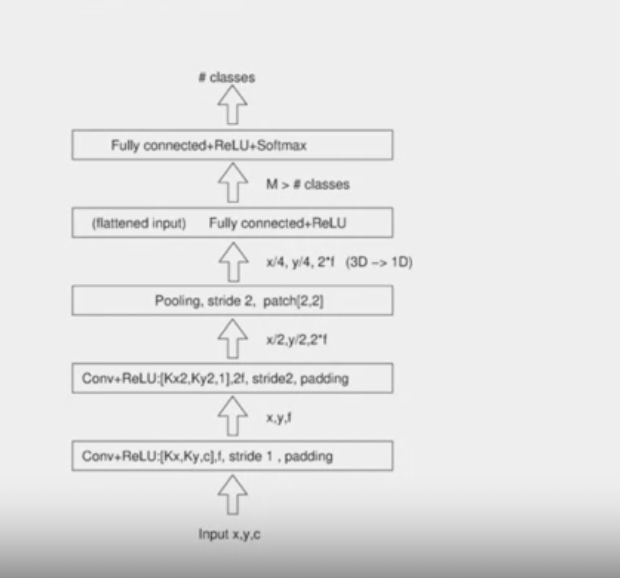 # classes
Fully connected+ReLU+Softmax
M > # classes
(flattened input) Fully connected+ReLU
x/4, y/4, 2*f (3D -> 1D)
Pooling, stride 2, patch[2,2]
x/2,y/2,2*f
Conv+ReLU:[Kx2,Ky2,1],2f, stride2, padding
x,y,f
Conv+ReLU:[Kx,Ky,c],f, stride 1 , padding
Input x,y,c